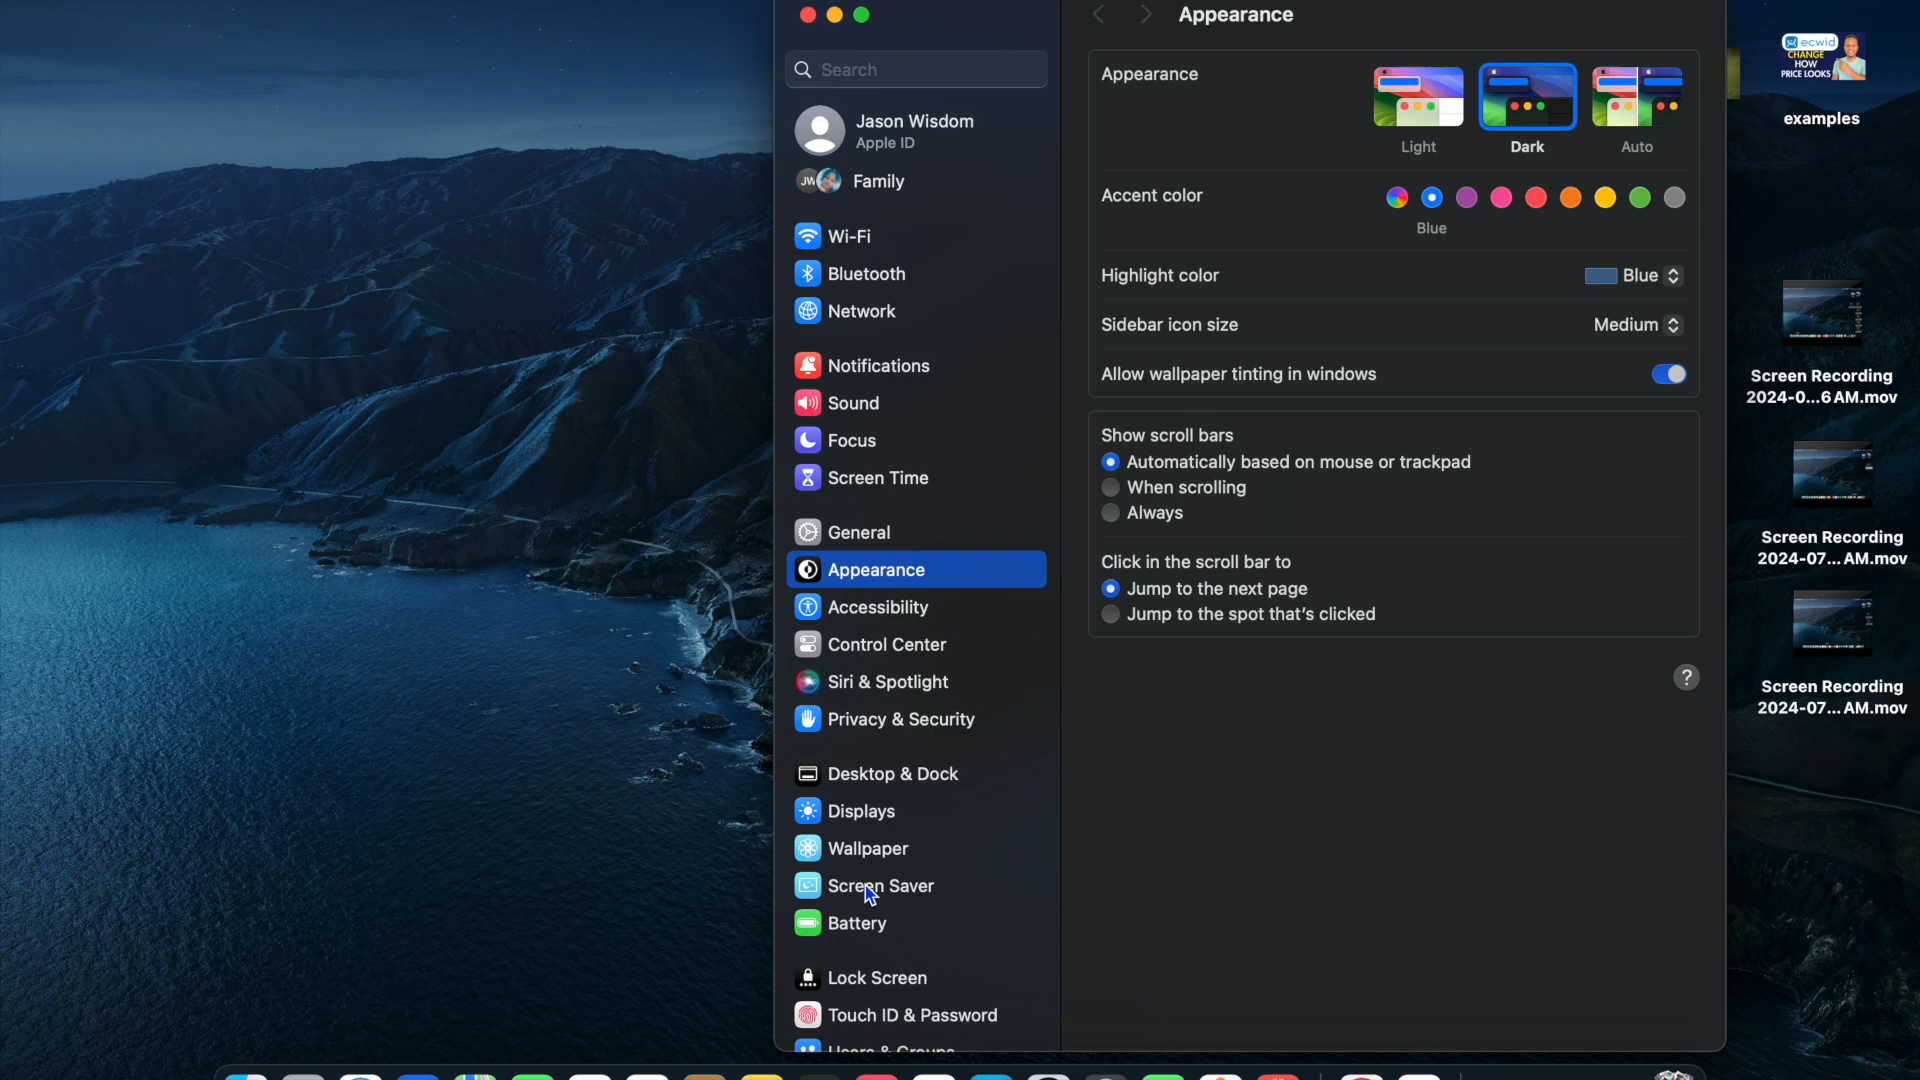 Search
Jason Wisdom
Apple ID
JW
Family
Wi-Fi
Bluetooth
Network
Notifications
Sound
Focus
Screen Time
General
Appearance
Accessibility
Control Center
Siri & Spotlight
Privacy & Security
Desktop & Dock
Displays
Wallpaper
Screen Saver
Battery
Lock Screen
Touch ID & Password
Users & Groups
Appearance
Appearance
Light
Dark
Auto
Accent color
Blue
Highlight color
Blue
Sidebar icon size
Medium
Allow wallpaper tinting in windows
Show scroll bars
Automatically based on mouse or trackpad
When scrolling
Always
Click in the scroll bar to
Jump to the next page
Jump to the spot that's clicked
?
ecwid
CHANGE
HOW
PRICE LOOKS
examples
Screen Recording
2024-0...6 AM.mov
Screen Recording
2024-07... AM.mov
Screen Recording
2024-07... AM.mov